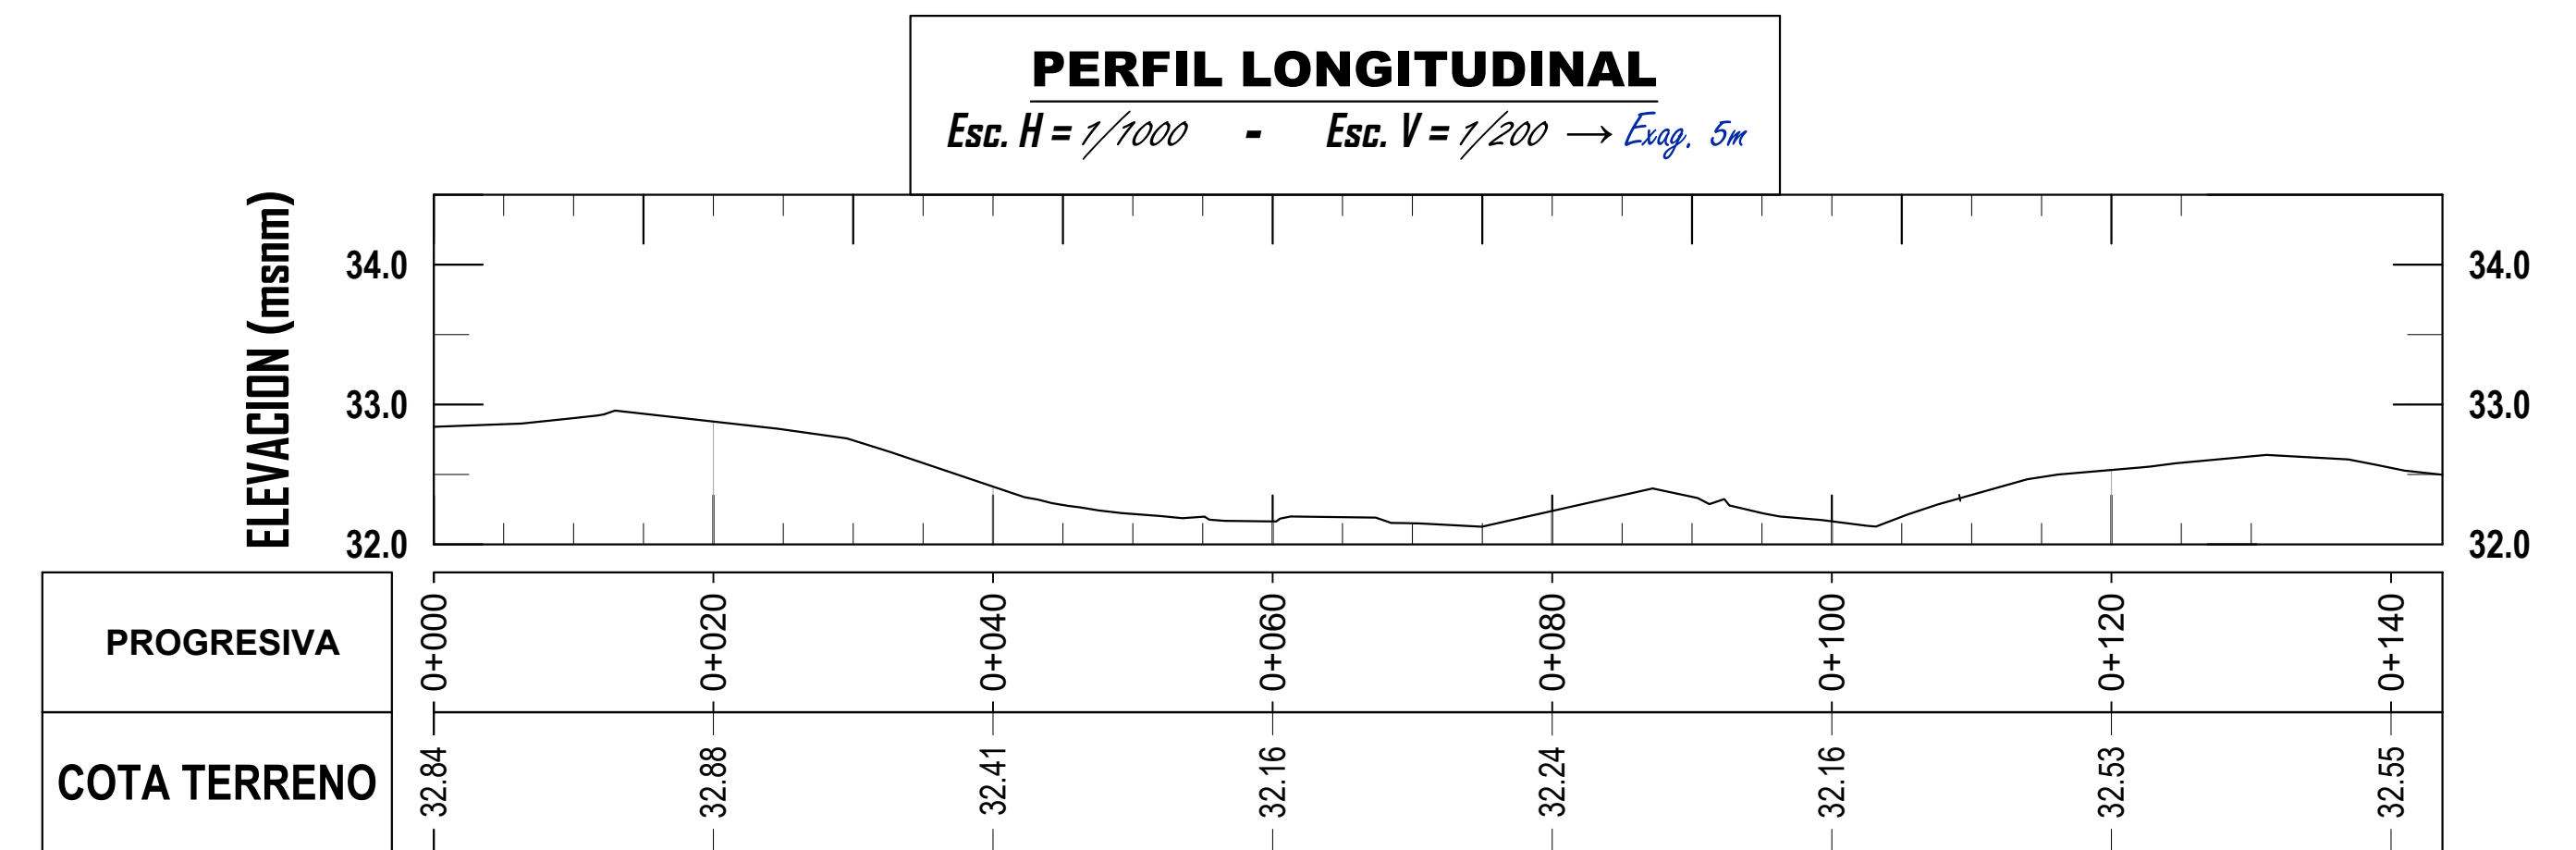 PERFIL LONGITUDINAL
Esc. H = 1/1000 - Esc. V = 1/200 → Exag. 5m
ELEVACION (msnm)
34.0 34.0
33.0 33.0
32.0 32.0
PROGRESIVA 0+000 0+020 0+040 0+060 0+080 0+100 0+120 0+140
COTA TERRENO 32.84 32.88 32.41 32.16 32.24 32.16 32.53 32.55